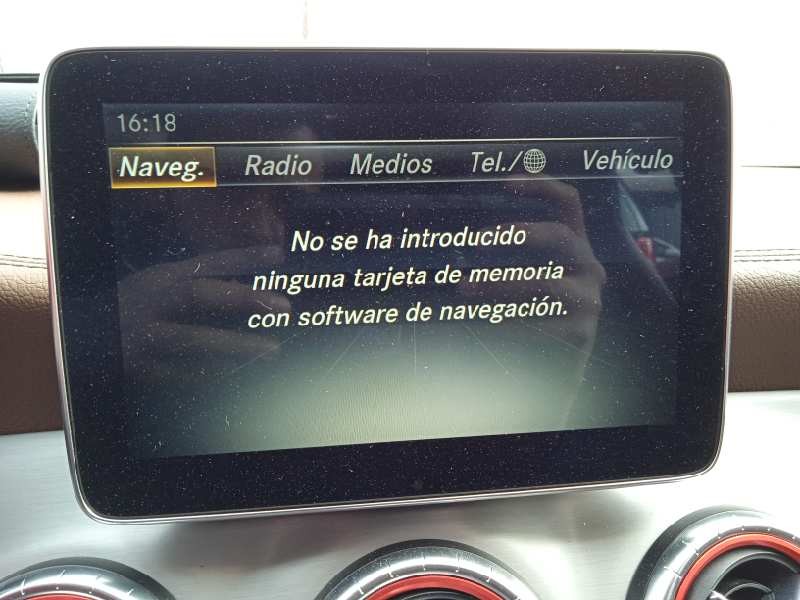 16:18
Naveg. Radio Medios Tel./ Vehículo
No se ha introducido
ninguna tarjeta de memoria
con software de navegación.